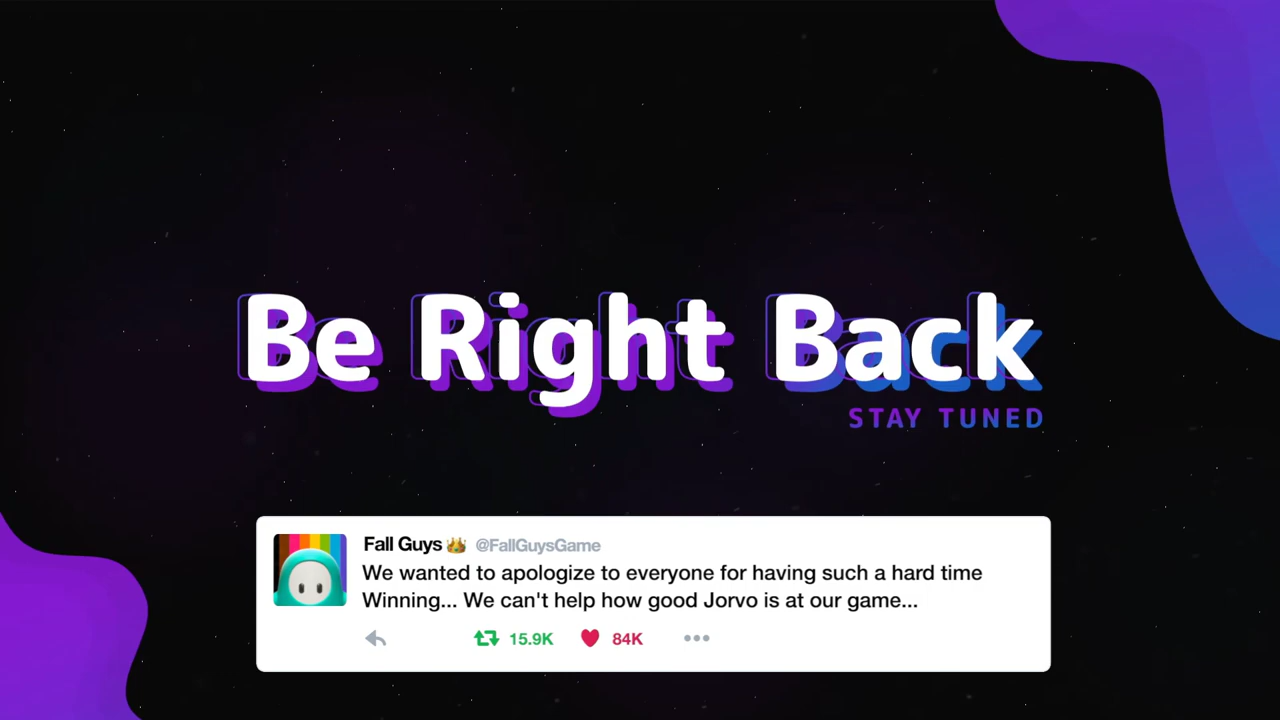 Be Right Back
STAY TUNED
Fall Guys👑 @FallGuysGame
We wanted to apologize to everyone for having such a hard time
Winning... We can't help how good Jorvo is at our game...
15.9K 84K •••